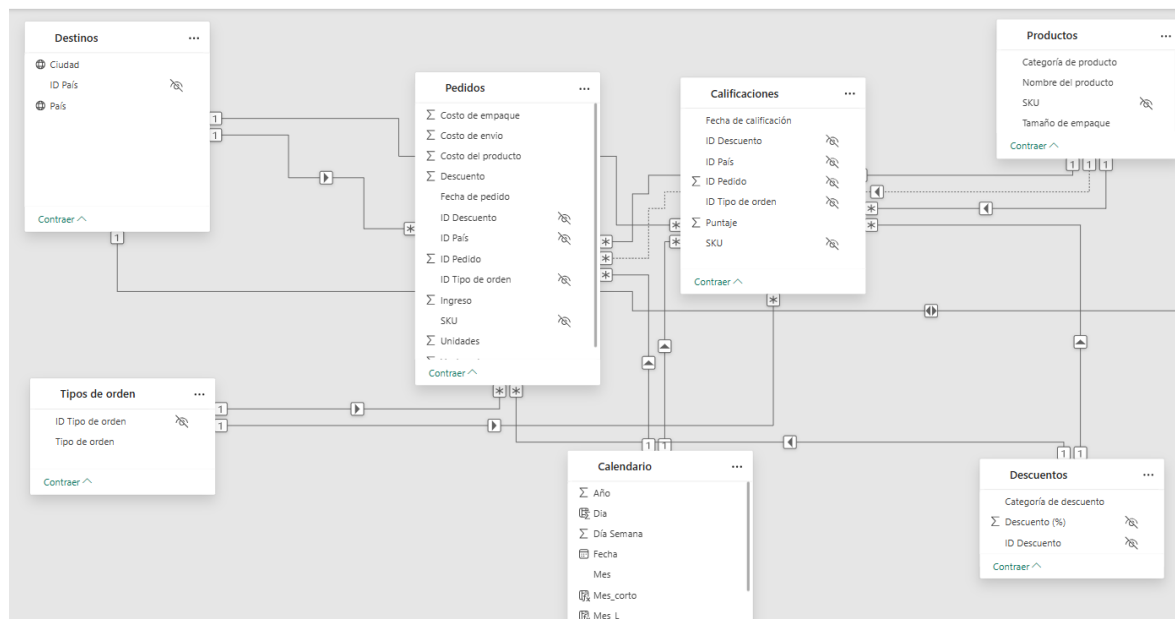 Destinos
Ciudad
ID País
País
Contraer
Pedidos
Costo de empaque
Costo de envio
Costo del producto
Descuento
Fecha de pedido
ID Descuento
ID País
ID Pedido
ID Tipo de orden
Ingreso
SKU
Unidades
Contraer
Calificaciones
Fecha de calificación
ID Descuento
ID País
ID Pedido
ID Tipo de orden
Puntaje
SKU
Contraer
Productos
Categoría de producto
Nombre del producto
SKU
Tamaño de empaque
Contraer
Tipos de orden
ID Tipo de orden
Tipo de orden
Contraer
Calendario
Año
Dia
Día Semana
Fecha
Mes
Mes_corto
Mes_L
Descuentos
Categoría de descuento
Descuento (%)
ID Descuento
Contraer